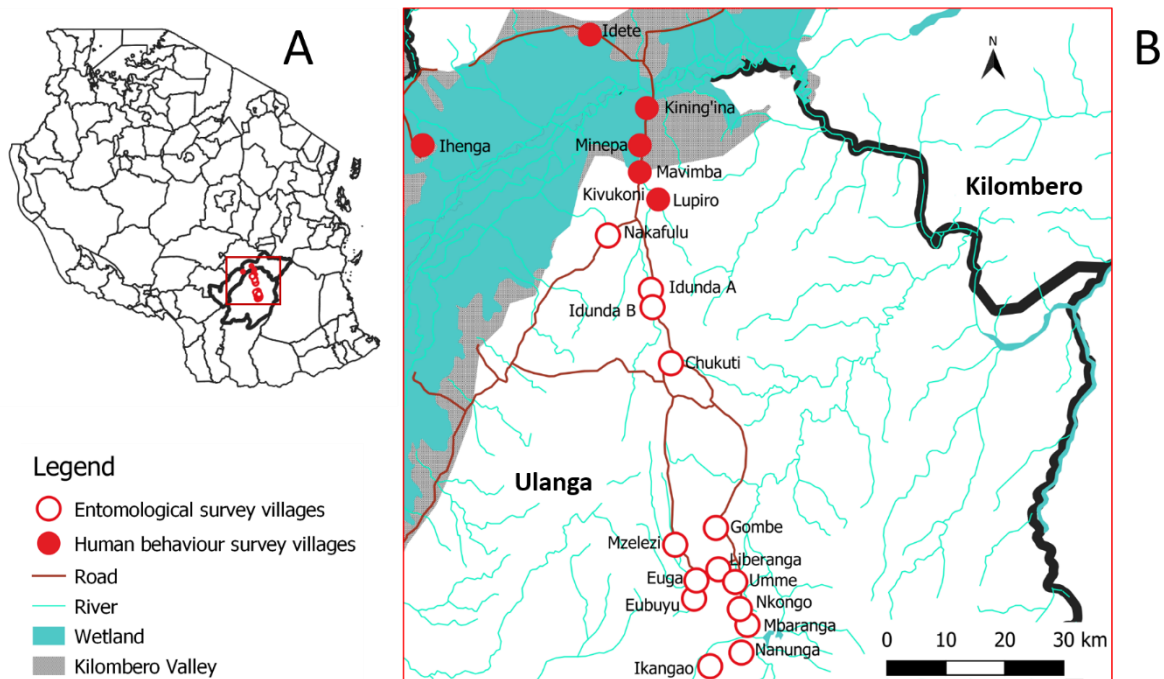 A
B
N
Idete
Kining'ina
Ihenga
Minepa
Mavimba
Kilombero
Kivukoni
Lupiro
Nakafulu
Idunda A
Idunda B
Chukuti
Ulanga
Gombe
Mzelezi
Liberanga
Euga
Umme
Eubuyu
Nkongo
Mbaranga
Nanunga
Ikangao
0 10 20 30 km
Legend
Entomological survey villages
Human behaviour survey villages
Road
River
Wetland
Kilombero Valley